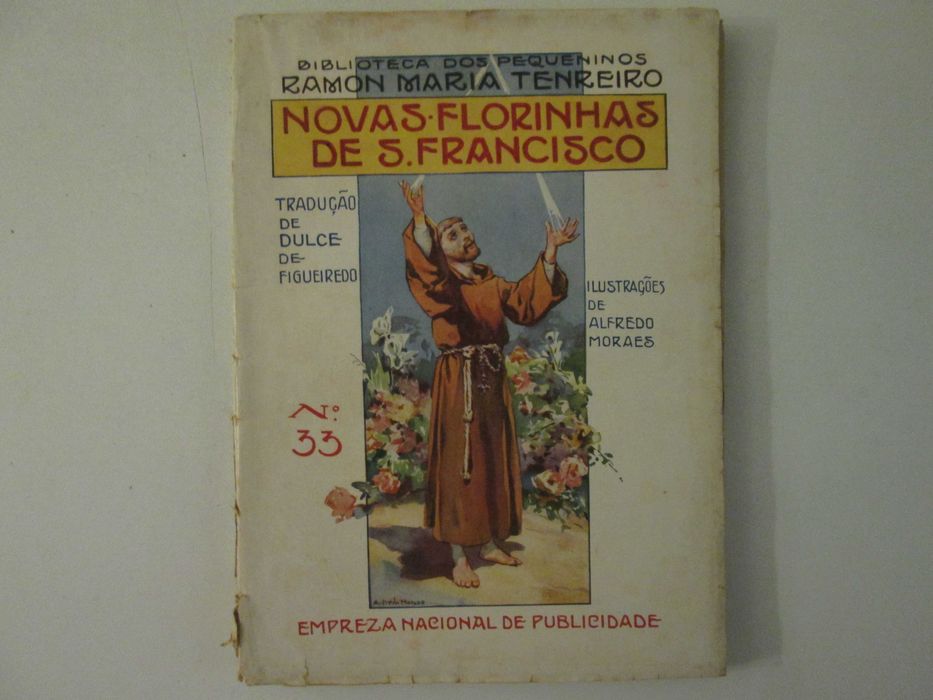 BIBLIOTECA DOS PEQUENINOS
RAMON MARIA TENREIRO
NOVAS·FLORINHAS
DE S. FRANCISCO
TRADUÇÃO
DE
DULCE
DE
FIGUEIREDO
ILUSTRAÇÕES
DE
ALFREDO
MORAES
N.º
33
EMPREZA NACIONAL DE PUBLICIDADE